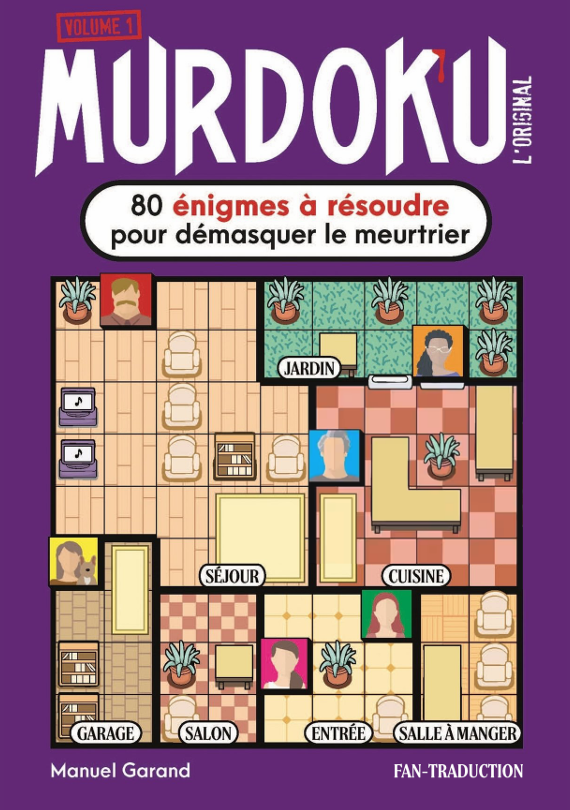 VOLUME 1
MURDOKU
L'ORIGINAL
80 énigmes à résoudre
pour démasquer le meurtrier
JARDIN
SÉJOUR
CUISINE
GARAGE
SALON
ENTRÉE
SALLE À MANGER
Manuel Garand
FAN-TRADUCTION